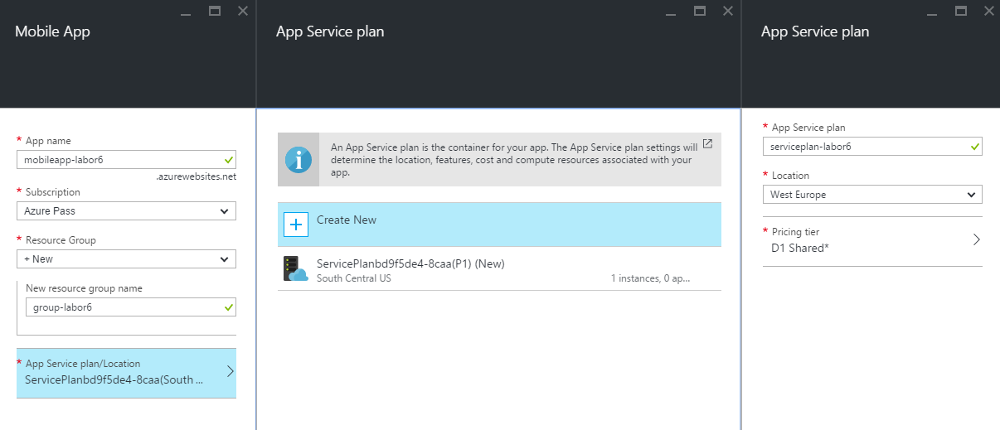 Mobile App
* App name
mobileapp-labor6
.azurewebsites.net
* Subscription
Azure Pass
* Resource Group
+ New
New resource group name
group-labor6
* App Service plan/Location
ServicePlanbd9f5de4-8caa(South ...
App Service plan
An App Service plan is the container for your app. The App Service plan settings will
determine the location, features, cost and compute resources associated with your
app.
Create New
ServicePlanbd9f5de4-8caa(P1) (New)
South Central US
1 instances, 0 ap...
App Service plan
* App Service plan
serviceplan-labor6
* Location
West Europe
* Pricing tier
D1 Shared*